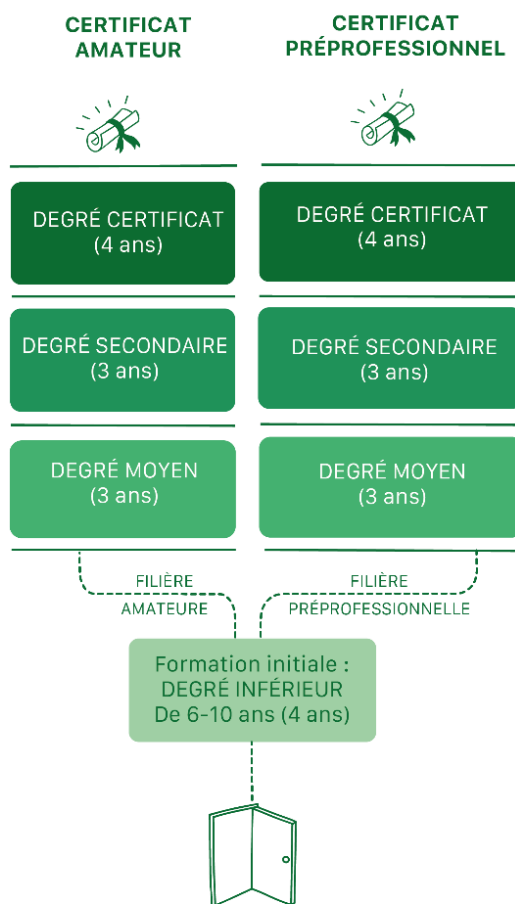 CERTIFICAT
AMATEUR
CERTIFICAT
PRÉPROFESSIONNEL
DEGRÉ CERTIFICAT
(4 ans)
DEGRÉ CERTIFICAT
(4 ans)
DEGRÉ SECONDAIRE
(3 ans)
DEGRÉ SECONDAIRE
(3 ans)
DEGRÉ MOYEN
(3 ans)
DEGRÉ MOYEN
(3 ans)
FILIÈRE
AMATEURE
FILIÈRE
PRÉPROFESSIONNELLE
Formation initiale :
DEGRÉ INFÉRIEUR
De 6-10 ans (4 ans)